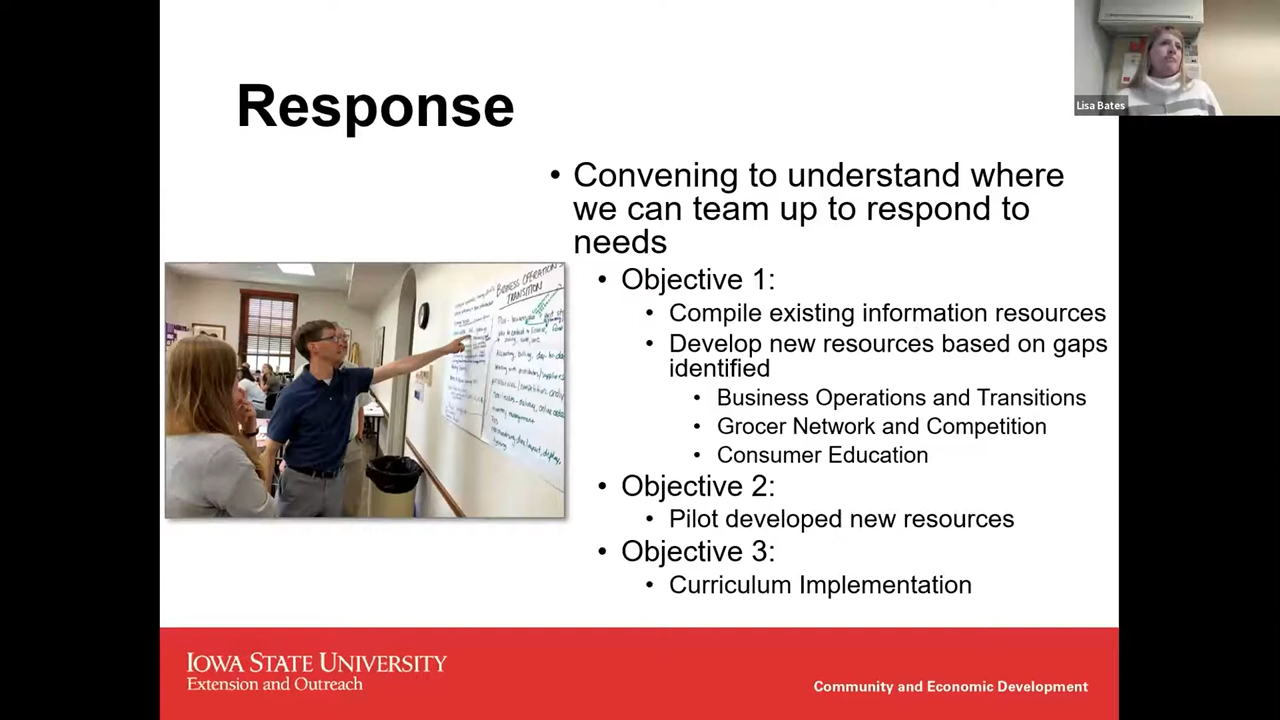 Response
Lisa Bates
• Convening to understand where
we can team up to respond to
needs
• Objective 1:
• Compile existing information resources
• Develop new resources based on gaps
identified
• Business Operations and Transitions
• Grocer Network and Competition
• Consumer Education
• Objective 2:
• Pilot developed new resources
• Objective 3:
• Curriculum Implementation
BUSINESS OPERATIONS
TRANSITION
IOWA STATE UNIVERSITY
Extension and Outreach
Community and Economic Development